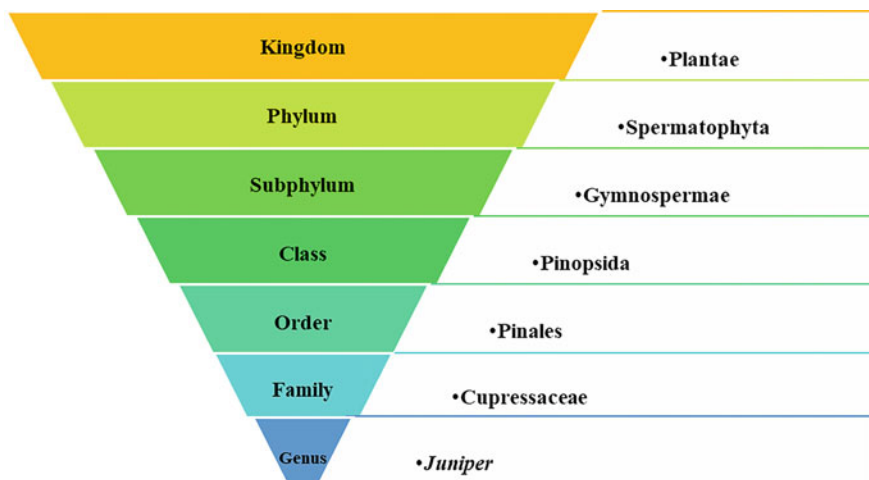 Kingdom
•Plantae
Phylum
•Spermatophyta
Subphylum
•Gymnospermae
Class
•Pinopsida
Order
•Pinales
Family
•Cupressaceae
Genus
•Juniper